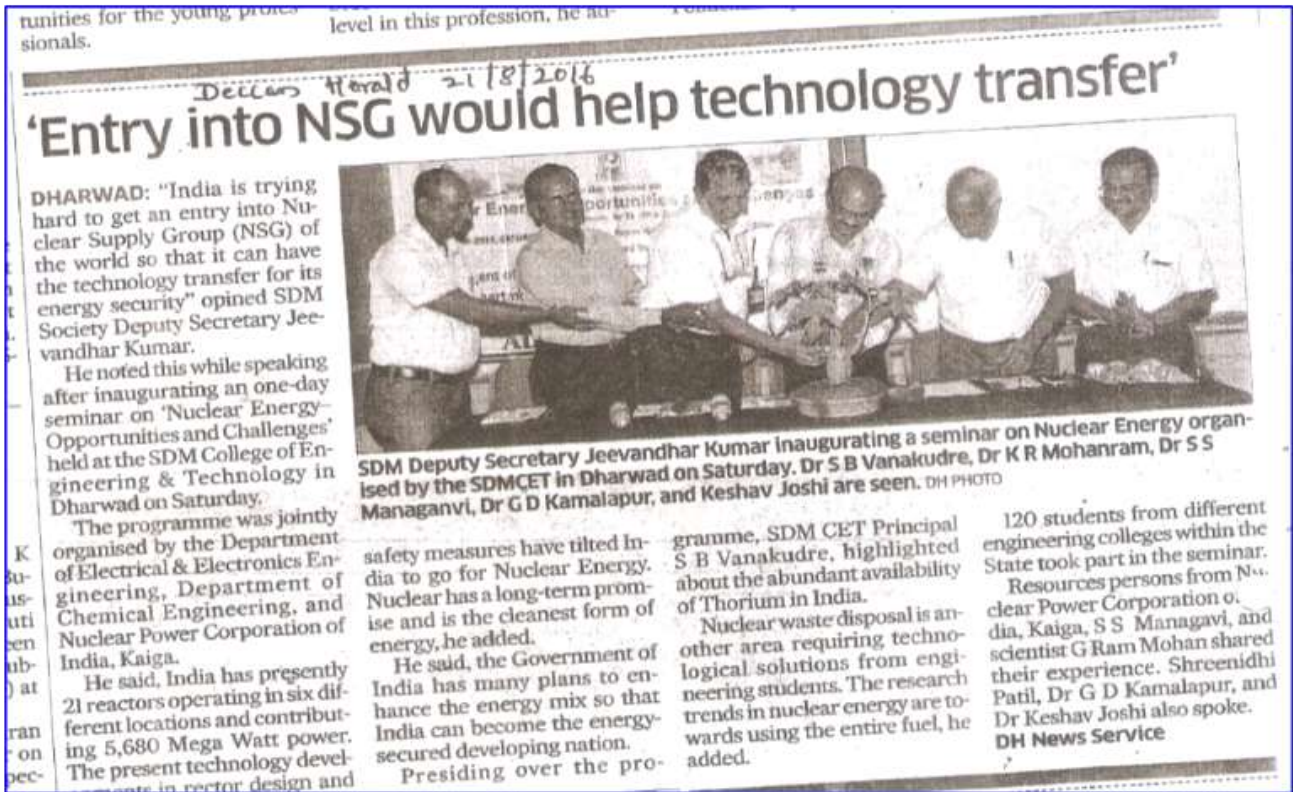 tunities for the young profes-
sionals.
level in this profession, he ad-
Deccan Herald 21/8/2016
'Entry into NSG would help technology transfer'
DHARWAD: "India is trying
hard to get an entry into Nu-
clear Supply Group (NSG) of
the world so that it can have
the technology transfer for its
energy security" opined SDM
Society Deputy Secretary Jee-
vandhar Kumar.
He noted this while speaking
after inaugurating an one-day
seminar on 'Nuclear Energy–
Opportunities and Challenges'
held at the SDM College of En-
gineering & Technology in
Dharwad on Saturday.
The programme was jointly
organised by the Department
of Electrical & Electronics En-
gineering, Department of
Chemical Engineering, and
Nuclear Power Corporation of
India, Kaiga.
He said, India has presently
21 reactors operating in six dif-
ferent locations and contribut-
ing 5,680 Mega Watt power.
The present technology devel-
in rector design and
SDM Deputy Secretary Jeevandhar Kumar inaugurating a seminar on Nuclear Energy organ-
ised by the SDMCET in Dharwad on Saturday. Dr S B Vanakudre, Dr K R Mohanram, Dr S S
Managanvi, Dr G D Kamalapur, and Keshav Joshi are seen. DH PHOTO
safety measures have tilted In-
dia to go for Nuclear Energy.
Nuclear has a long-term prom-
ise and is the cleanest form of
energy, he added.
He said, the Government of
India has many plans to en-
hance the energy mix so that
India can become the energy-
secured developing nation.
Presiding over the pro-
gramme, SDM CET Principal
S B Vanakudre, highlighted
about the abundant availability
of Thorium in India.
Nuclear waste disposal is an-
other area requiring techno-
logical solutions from engi-
neering students. The research
trends in nuclear energy are to-
wards using the entire fuel, he
added.
120 students from different
engineering colleges within the
State took part in the seminar.
Resources persons from Nu-
clear Power Corporation o
dia, Kaiga, S S Managavi, and
scientist G Ram Mohan shared
their experience. Shreenidhi
Patil, Dr G D Kamalapur, and
Dr Keshav Joshi also spoke.
DH News Service